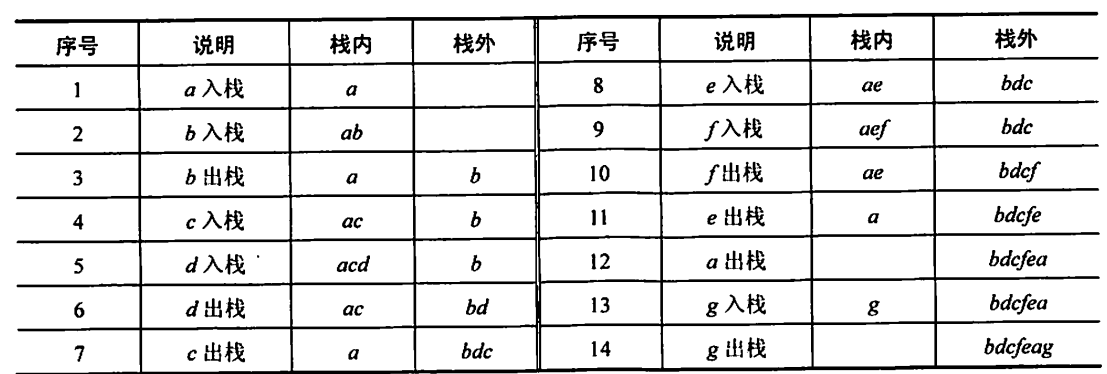 序号 说明 栈内 栈外 序号 说明 栈内 栈外
1 a 入栈 a 8 e 入栈 ae bdc
2 b 入栈 ab 9 f 入栈 aef bdc
3 b 出栈 a b 10 f 出栈 ae bdcf
4 c 入栈 ac b 11 e 出栈 a bdcfe
5 d 入栈 acd b 12 a 出栈 bdcfea
6 d 出栈 ac bd 13 g 入栈 g bdcfea
7 c 出栈 a bdc 14 g 出栈 bdcfeag